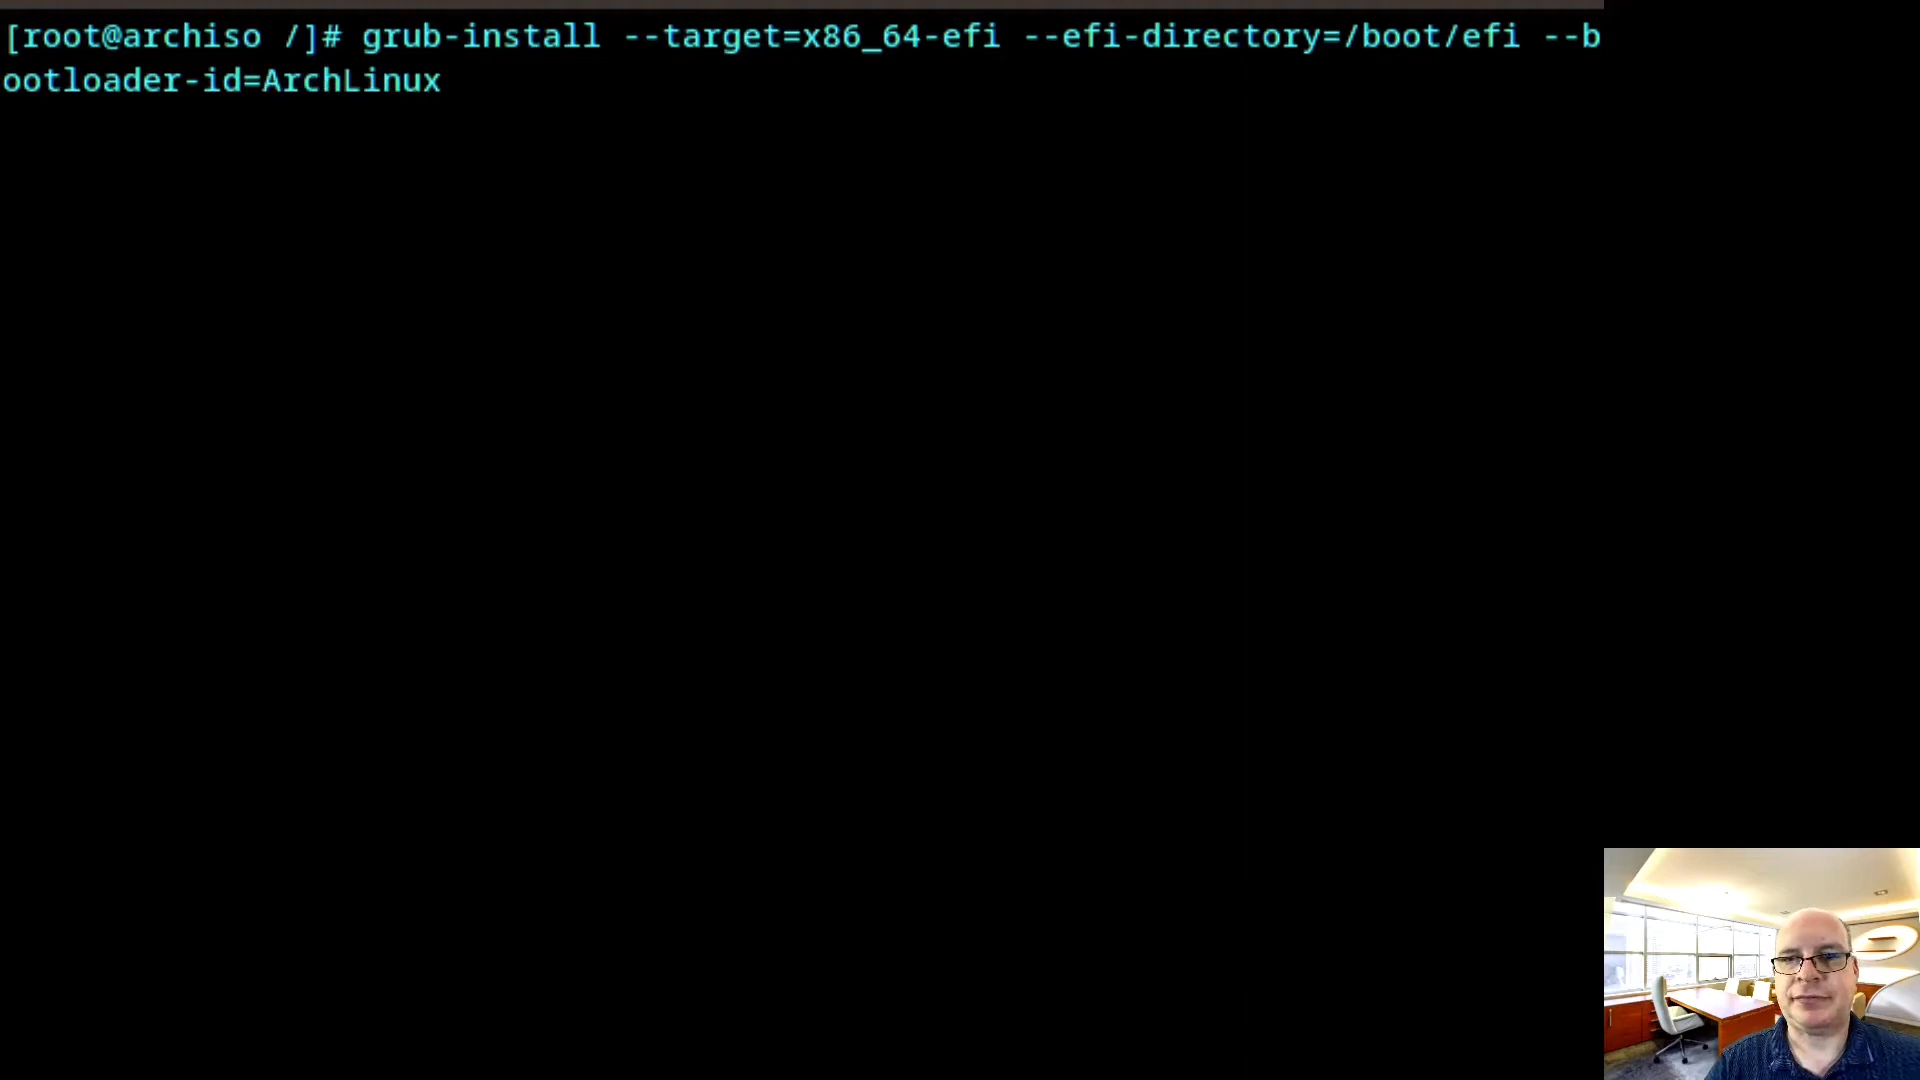 [root@archiso /]# grub-install --target=x86_64-efi --efi-directory=/boot/efi --b
ootloader-id=ArchLinux